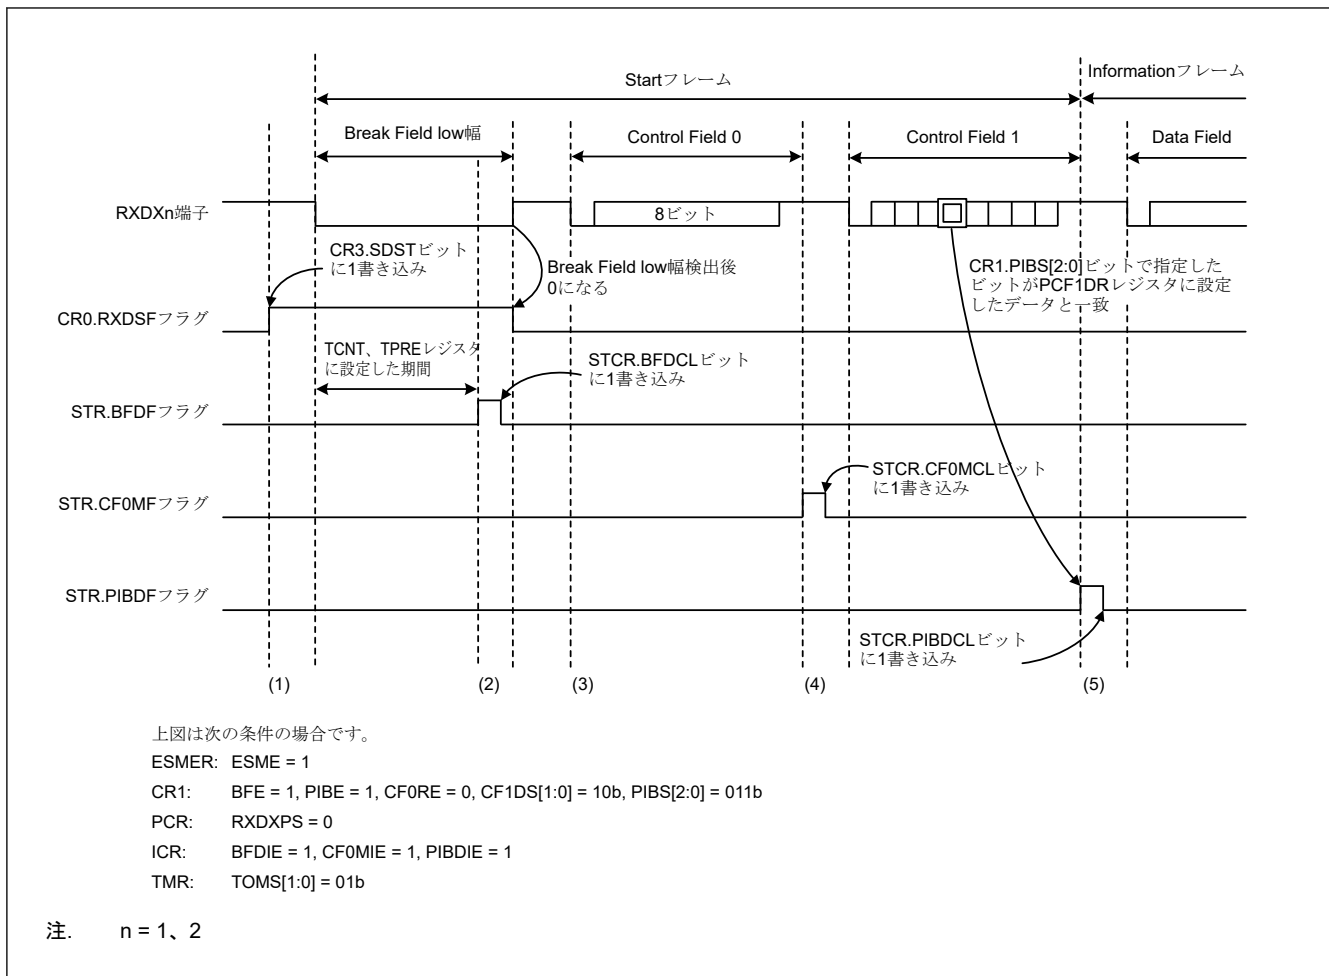 Startフレーム
Informationフレーム
Break Field low幅
Control Field 0
Control Field 1
Data Field
RXDXn端子
8ビット
CR3.SDSTビット
に1書き込み
Break Field low幅検出後
0になる
CR1.PIBS[2:0]ビットで指定した
ビットがPCF1DRレジスタに設定
したデータと一致
CR0.RXDSFフラグ
TCNT、TPREレジスタ
に設定した期間
STCR.BFDCLビット
に1書き込み
STR.BFDFフラグ
STCR.CF0MCLビット
に1書き込み
STR.CF0MFフラグ
STR.PIBDFフラグ
STCR.PIBDCLビット
に1書き込み
(1) (2) (3) (4) (5)
上図は次の条件の場合です。
ESMER: ESME = 1
CR1: BFE = 1, PIBE = 1, CF0RE = 0, CF1DS[1:0] = 10b, PIBS[2:0] = 011b
PCR: RXDXPS = 0
ICR: BFDIE = 1, CF0MIE = 1, PIBDIE = 1
TMR: TOMS[1:0] = 01b
注. n = 1、2